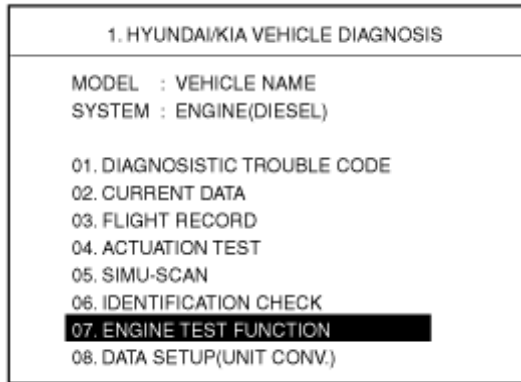 1. HYUNDAI/KIA VEHICLE DIAGNOSIS
MODEL : VEHICLE NAME
SYSTEM : ENGINE(DIESEL)
01. DIAGNOSISTIC TROUBLE CODE
02. CURRENT DATA
03. FLIGHT RECORD
04. ACTUATION TEST
05. SIMU-SCAN
06. IDENTIFICATION CHECK
07. ENGINE TEST FUNCTION
08. DATA SETUP(UNIT CONV.)